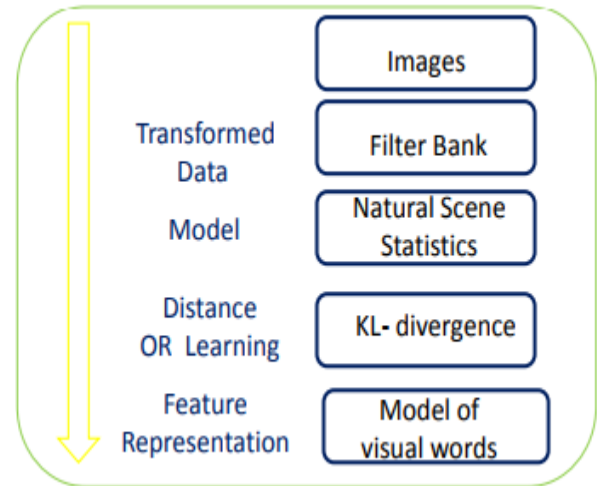 Images
Transformed
Data
Filter Bank
Model
Natural Scene
Statistics
Distance
OR Learning
KL- divergence
Feature
Representation
Model of
visual words